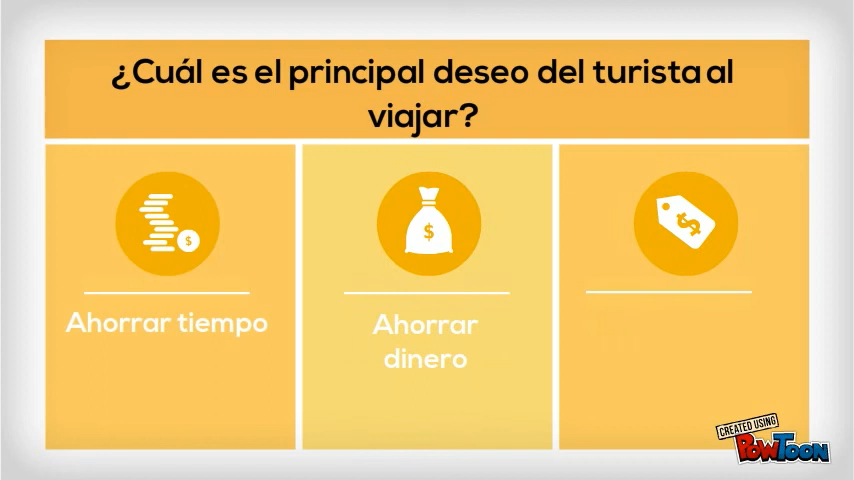 ¿Cuál es el principal deseo del turista al
viajar?
$
$
$
Ahorrar tiempo
Ahorrar
dinero
CREATED USING
POWTOON